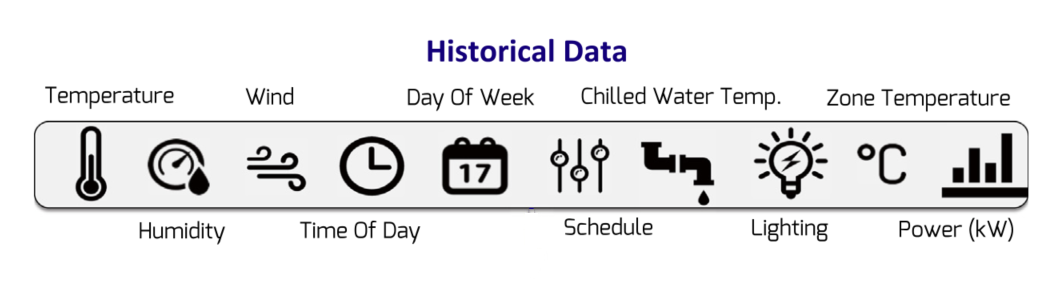 Historical Data
Temperature Wind Day Of Week Chilled Water Temp. Zone Temperature
17 °C
Humidity Time Of Day Schedule Lighting Power (kW)